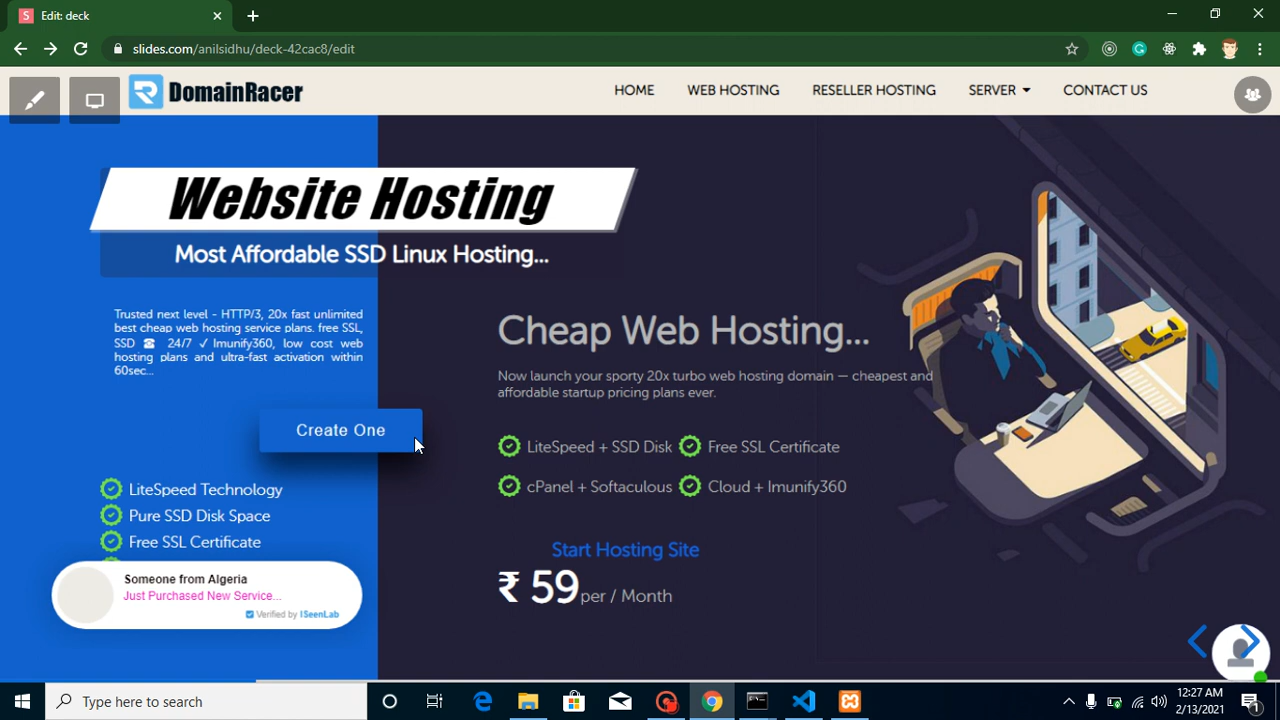 Edit: deck
slides.com/anilsidhu/deck-42cac8/edit
DomainRacer
HOME WEB HOSTING RESELLER HOSTING SERVER CONTACT US
Website Hosting
Most Affordable SSD Linux Hosting...
Trusted next level - HTTP/3, 20x fast unlimited
best cheap web hosting service plans. free SSL,
SSD ☎ 24/7 ✓ Imunify360, low cost web
hosting plans and ultra-fast activation within
60sec...
Create One
LiteSpeed Technology
Pure SSD Disk Space
Free SSL Certificate
Someone from Algeria
Just Purchased New Service...
Verified by ISeenLab
Cheap Web Hosting...
Now launch your sporty 20x turbo web hosting domain — cheapest and
affordable startup pricing plans ever.
LiteSpeed + SSD Disk Free SSL Certificate
cPanel + Softaculous Cloud + Imunify360
Start Hosting Site
₹ 59 per / Month
Type here to search
12:27 AM
2/13/2021